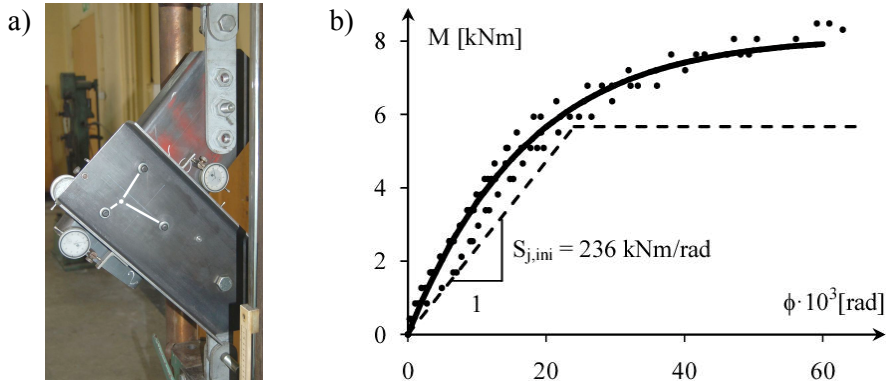 a)
b)
M [kNm]
8
6
4
2
0
S_j,ini = 236 kNm/rad
1
ϕ·10³[rad]
0
20
40
60